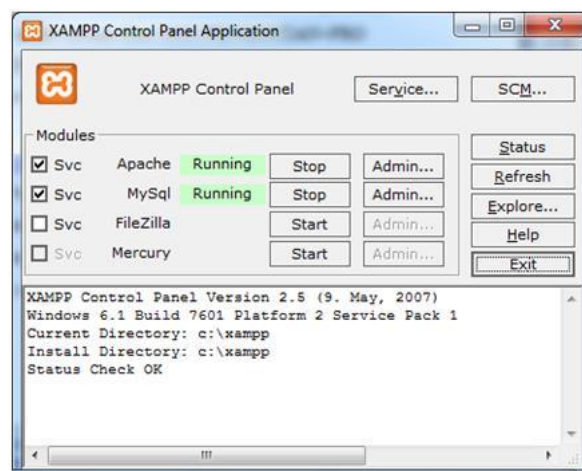 XAMPP Control Panel Application
XAMPP Control Panel Service... SCM...
Modules
Status
Svc Apache Running Stop Admin...
Refresh
Svc MySql Running Stop Admin...
Explore...
Svc FileZilla Start Admin...
Help
Svc Mercury Start Admin...
Exit
XAMPP Control Panel Version 2.5 (9. May, 2007)
Windows 6.1 Build 7601 Platform 2 Service Pack 1
Current Directory: c:\xampp
Install Directory: c:\xampp
Status Check OK